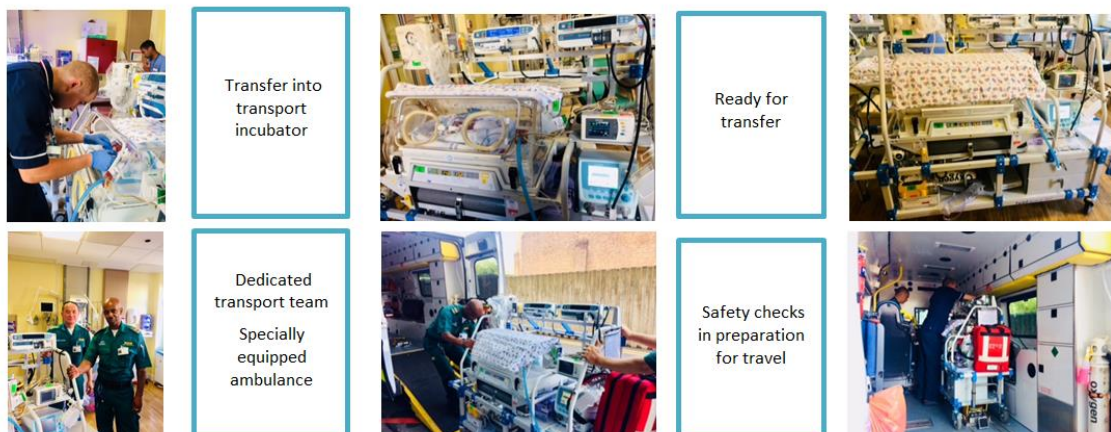 Transfer into
transport
incubator
Ready for
transfer
Dedicated
transport team
Specially
equipped
ambulance
Safety checks
in preparation
for travel
oxygen